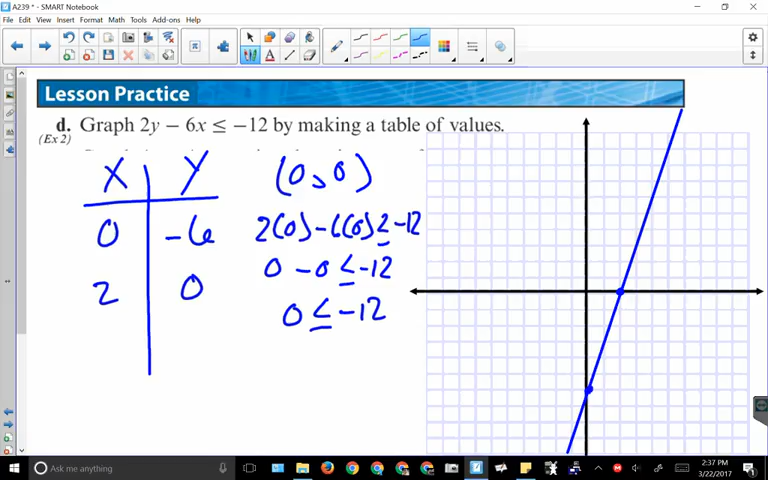 A239 * - SMART Notebook
File Edit View Insert Format Math Tools Add-ons Help
Lesson Practice
d. Graph 2y − 6x ≤ −12 by making a table of values.
(Ex 2)
X Y (0, 0)
0 -6 2(0) - 6(0) ≤ -12
2 0 0 - 0 ≤ -12
0 ≤ -12
Ask me anything
2:37 PM
3/22/2017